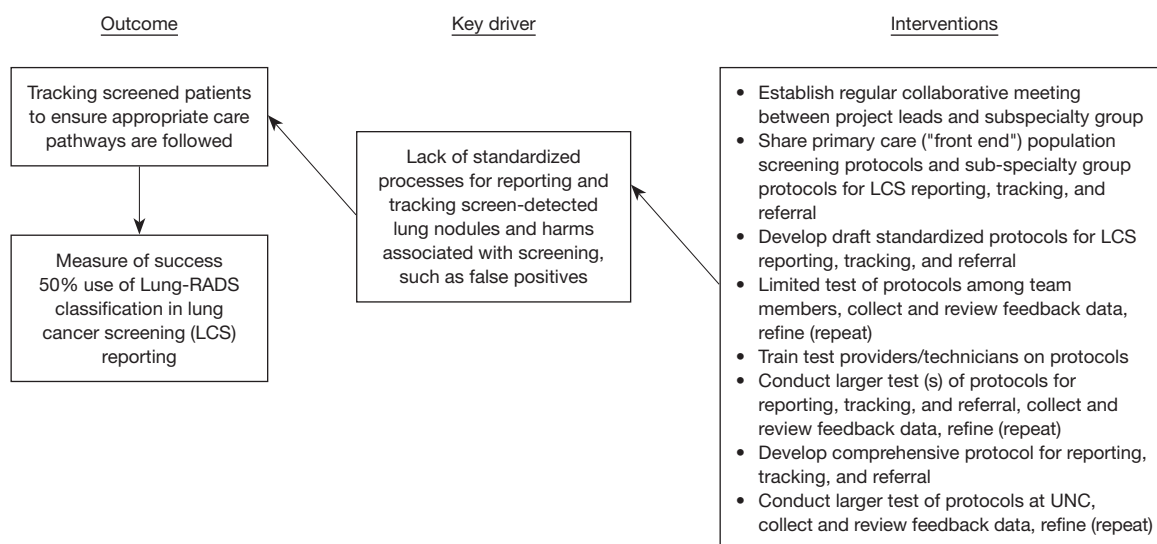 Outcome
Key driver
Interventions
Tracking screened patients
to ensure appropriate care
pathways are followed
Measure of success
50% use of Lung-RADS
classification in lung
cancer screening (LCS)
reporting
Lack of standardized
processes for reporting and
tracking screen-detected
lung nodules and harms
associated with screening,
such as false positives
• Establish regular collaborative meeting
between project leads and subspecialty group
• Share primary care ("front end") population
screening protocols and sub-specialty group
protocols for LCS reporting, tracking, and
referral
• Develop draft standardized protocols for LCS
reporting, tracking, and referral
• Limited test of protocols among team
members, collect and review feedback data,
refine (repeat)
• Train test providers/technicians on protocols
• Conduct larger test (s) of protocols for
reporting, tracking, and referral, collect and
review feedback data, refine (repeat)
• Develop comprehensive protocol for reporting,
tracking, and referral
• Conduct larger test of protocols at UNC,
collect and review feedback data, refine (repeat)